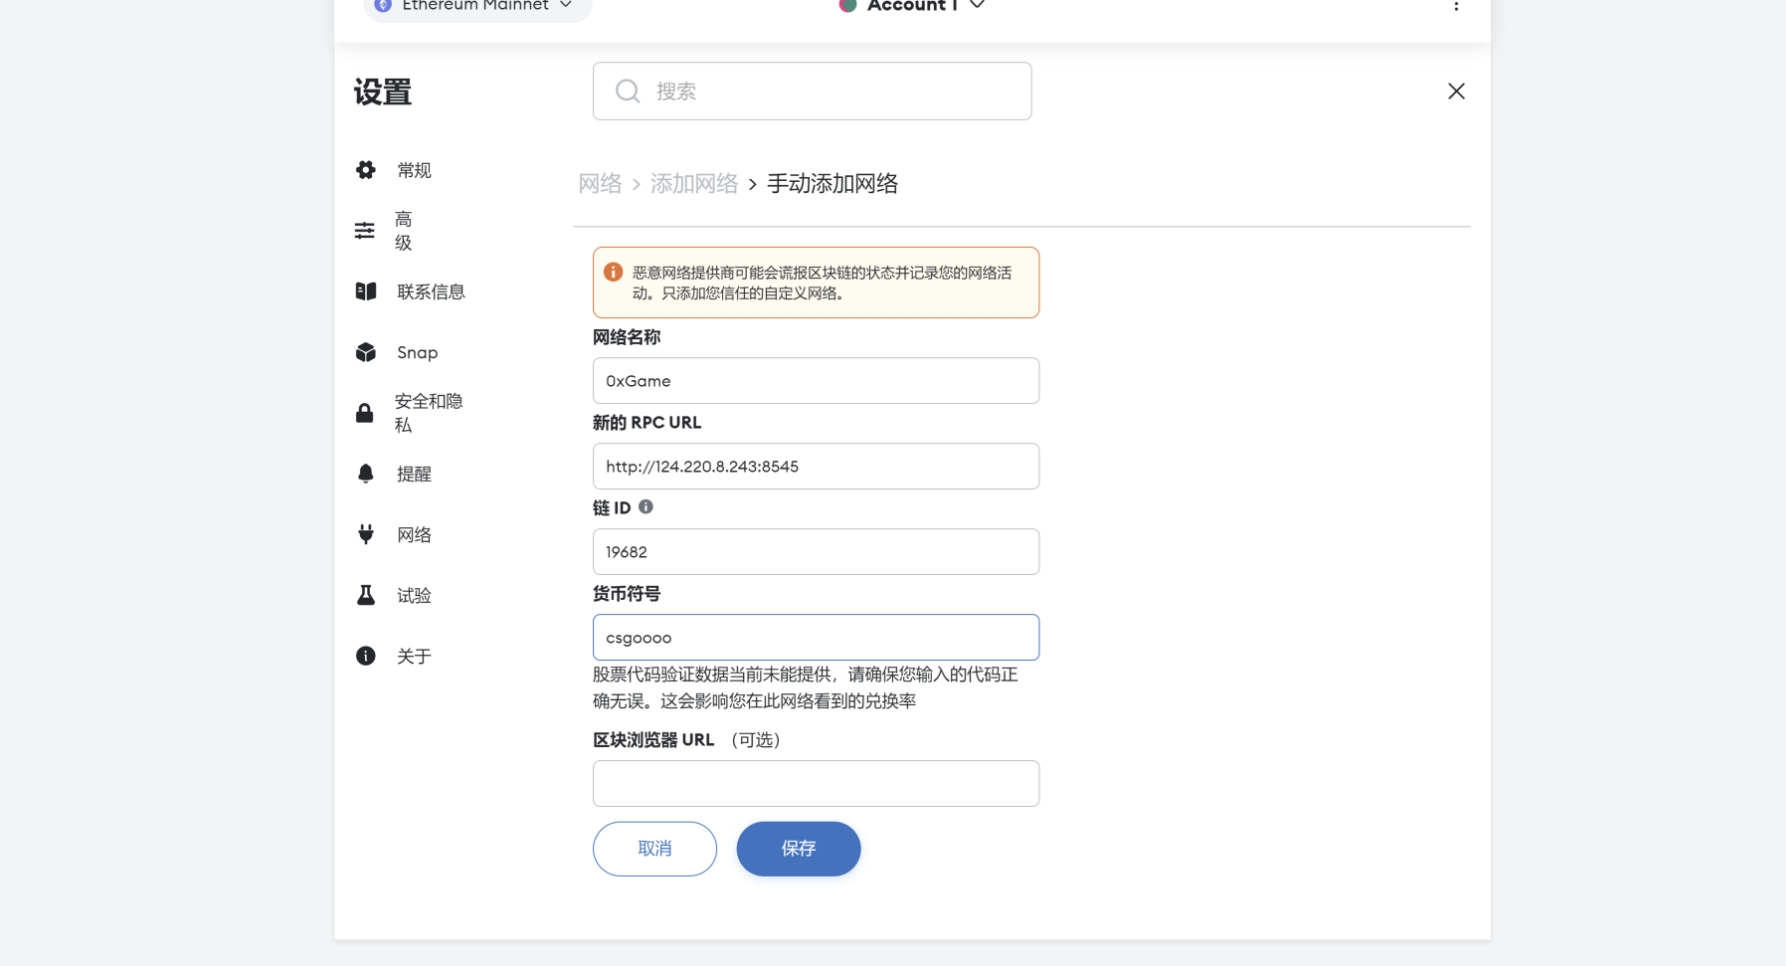 Ethereum Mainnet
Account 1
设置
搜索
常规
高
级
联系信息
Snap
安全和隐
私
提醒
网络
试验
关于
网络 > 添加网络 > 手动添加网络
恶意网络提供商可能会谎报区块链的状态并记录您的网络活
动。只添加您信任的自定义网络。
网络名称
0xGame
新的 RPC URL
http://124.220.8.243:8545
链 ID
19682
货币符号
csgoooo
股票代码验证数据当前未能提供，请确保您输入的代码正
确无误。这会影响您在此网络看到的兑换率
区块浏览器 URL （可选）
取消
保存